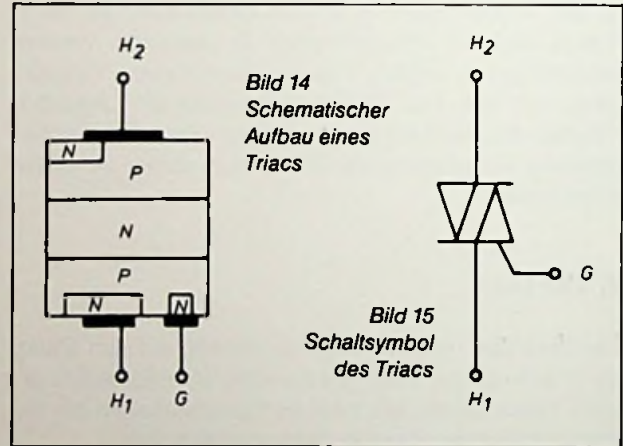 H2
Bild 14
Schematischer
Aufbau eines
Triacs
N
P
N
P
N
N
H1
G
H2
G
Bild 15
Schaltsymbol
des Triacs
H1